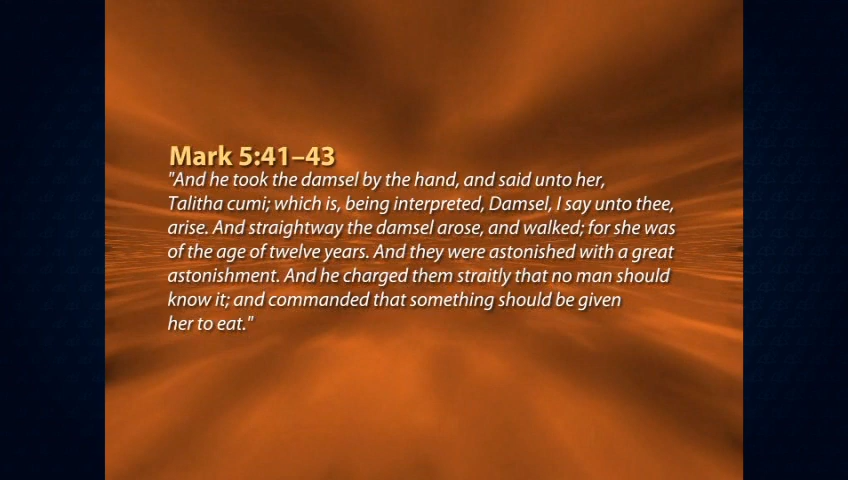 Mark 5:41–43
"And he took the damsel by the hand, and said unto her,
Talitha cumi; which is, being interpreted, Damsel, I say unto thee,
arise. And straightway the damsel arose, and walked; for she was
of the age of twelve years. And they were astonished with a great
astonishment. And he charged them straitly that no man should
know it; and commanded that something should be given
her to eat."